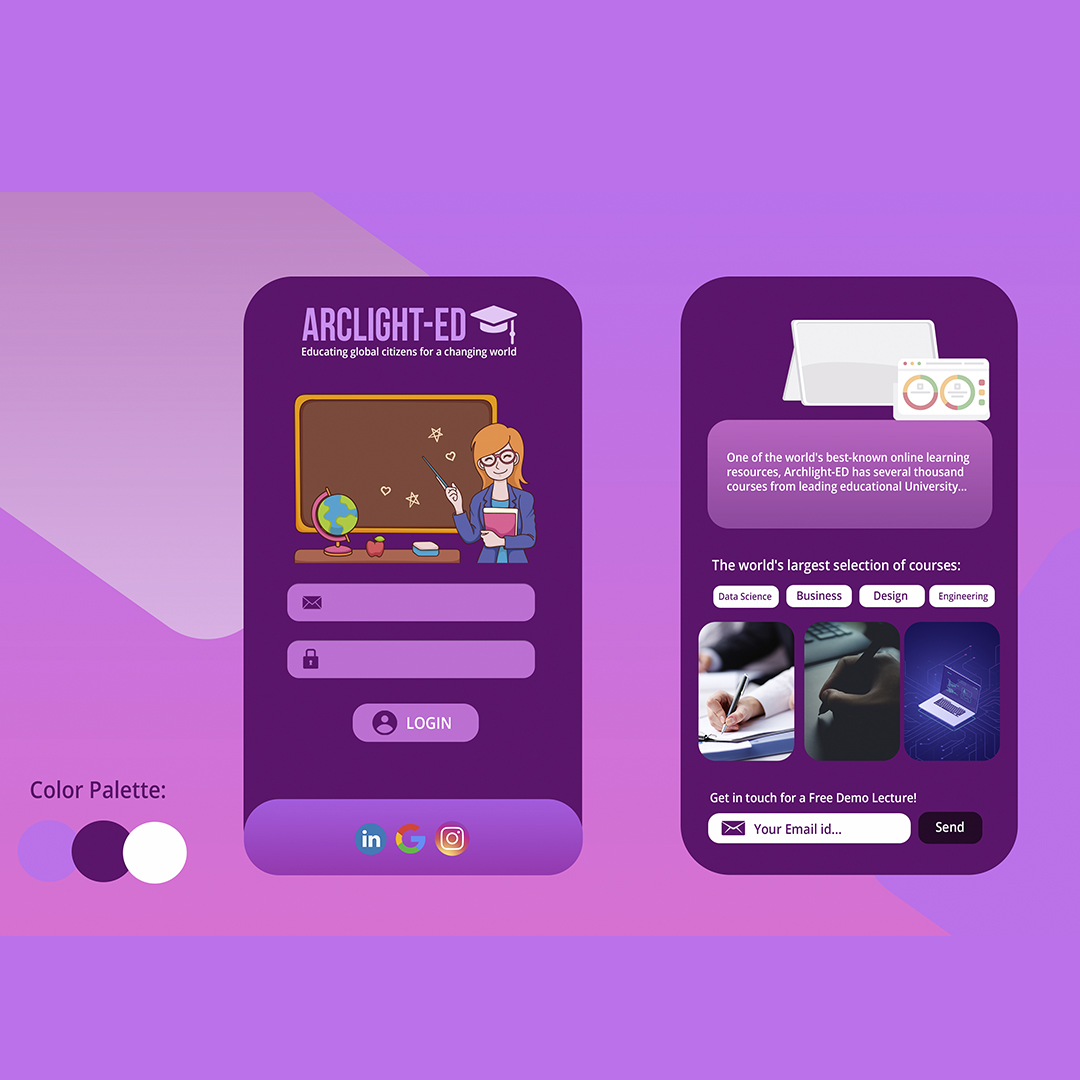 ARCLIGHT-ED
Educating global citizens for a changing world
LOGIN
in
Color Palette:
One of the world's best-known online learning
resources, Archlight-ED has several thousand
courses from leading educational University...
The world's largest selection of courses:
Data Science Business Design Engineering
Get in touch for a Free Demo Lecture!
Your Email id... Send